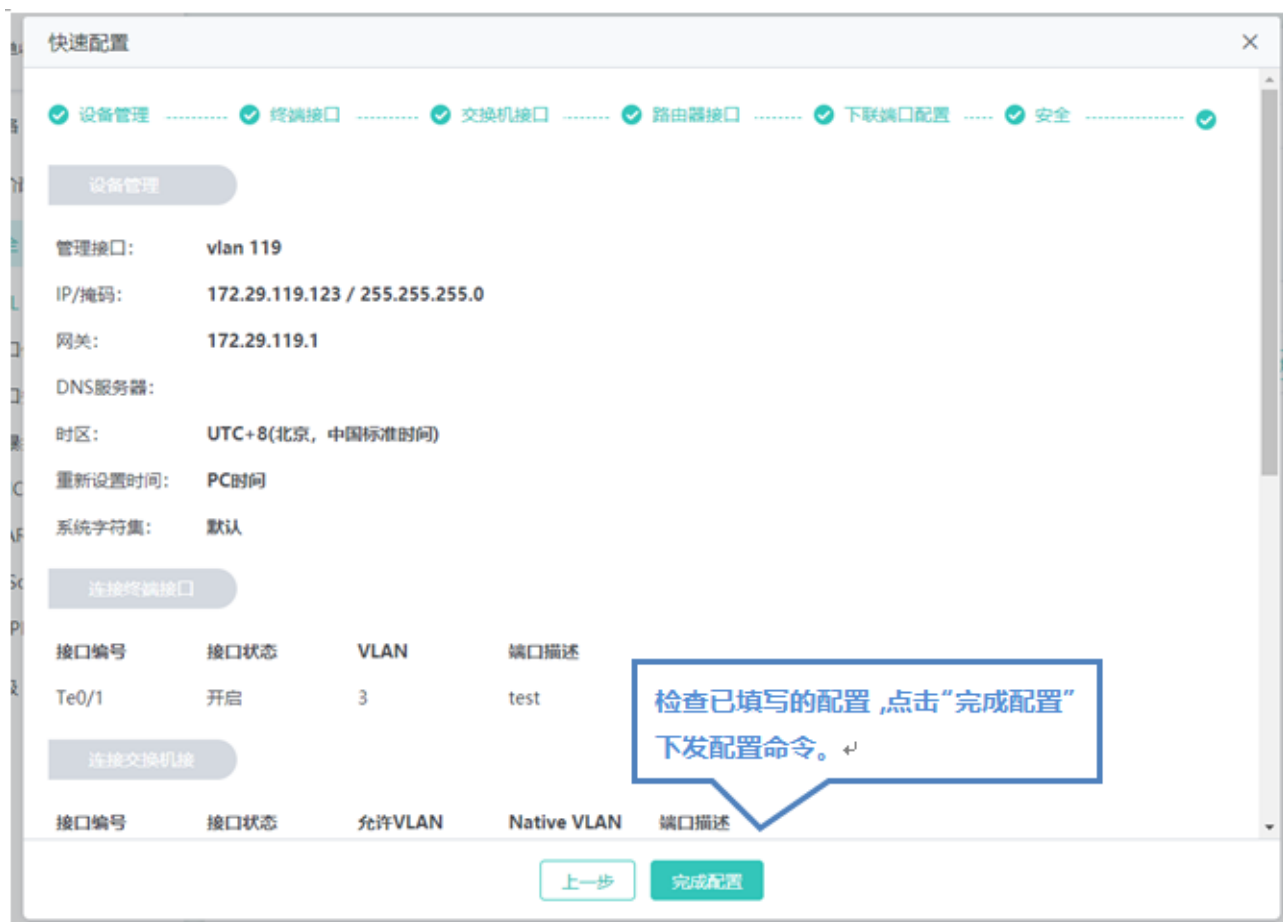 快速配置
设备管理 终端接口 交换机接口 路由器接口 下联端口配置 安全
设备管理
管理接口： vlan 119
IP/掩码： 172.29.119.123 / 255.255.255.0
网关： 172.29.119.1
DNS服务器：
时区： UTC+8(北京，中国标准时间)
重新设置时间： PC时间
系统字符集： 默认
连接终端接口
接口编号 接口状态 VLAN 端口描述
Te0/1 开启 3 test
检查已填写的配置 ,点击“完成配置”
下发配置命令。
连接交换机接
接口编号 接口状态 允许VLAN Native VLAN 端口描述
上一步 完成配置